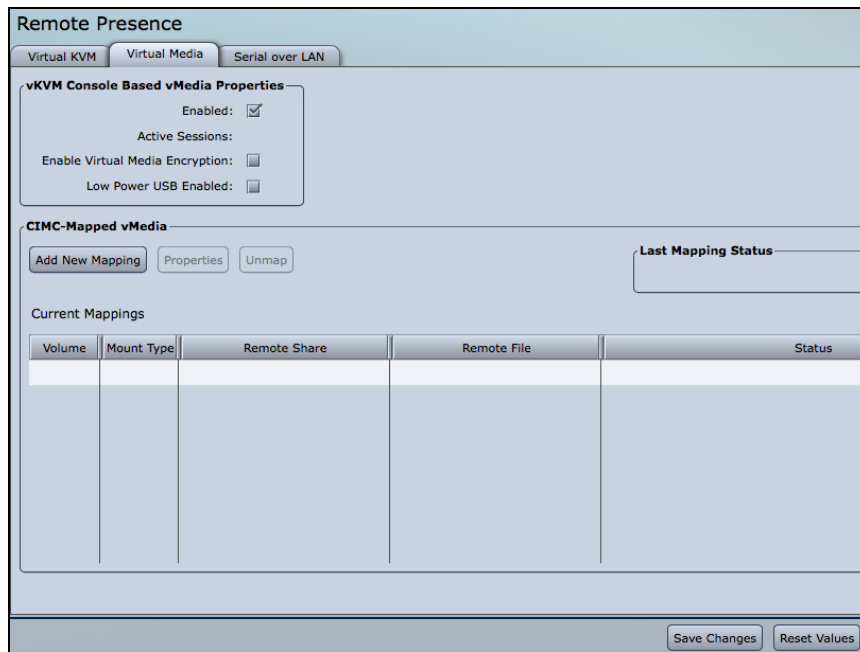 Remote Presence
Virtual KVM Virtual Media Serial over LAN
vKVM Console Based vMedia Properties
Enabled:
Active Sessions:
Enable Virtual Media Encryption:
Low Power USB Enabled:
CIMC-Mapped vMedia
Add New Mapping Properties Unmap
Last Mapping Status
Current Mappings
Volume Mount Type Remote Share Remote File Status
Save Changes Reset Values